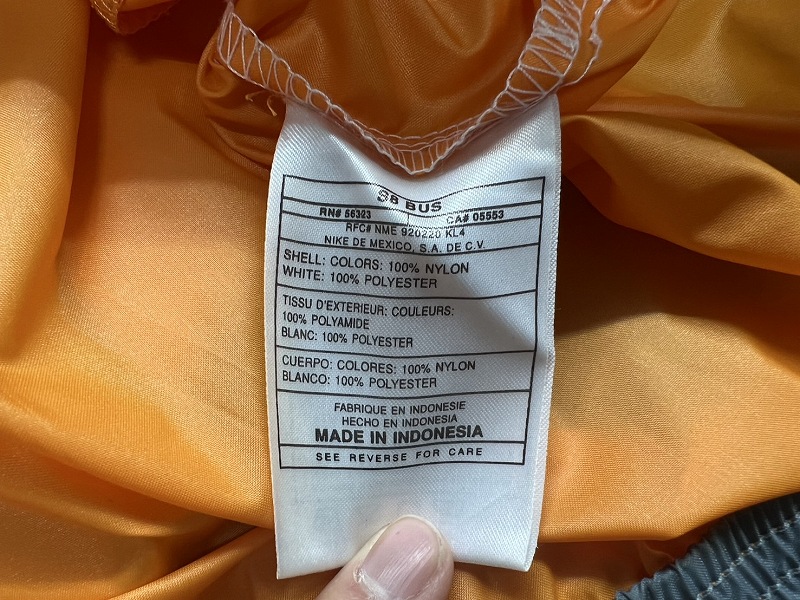 S8 BUS
RN# 56323 CA# 05553
RFC# NME 920220 KL4
NIKE DE MEXICO, S.A. DE C.V.
SHELL: COLORS: 100% NYLON
WHITE: 100% POLYESTER
TISSU D'EXTERIEUR: COULEURS:
100% POLYAMIDE
BLANC: 100% POLYESTER
CUERPO: COLORES: 100% NYLON
BLANCO: 100% POLYESTER
FABRIQUE EN INDONESIE
HECHO EN INDONESIA
MADE IN INDONESIA
SEE REVERSE FOR CARE